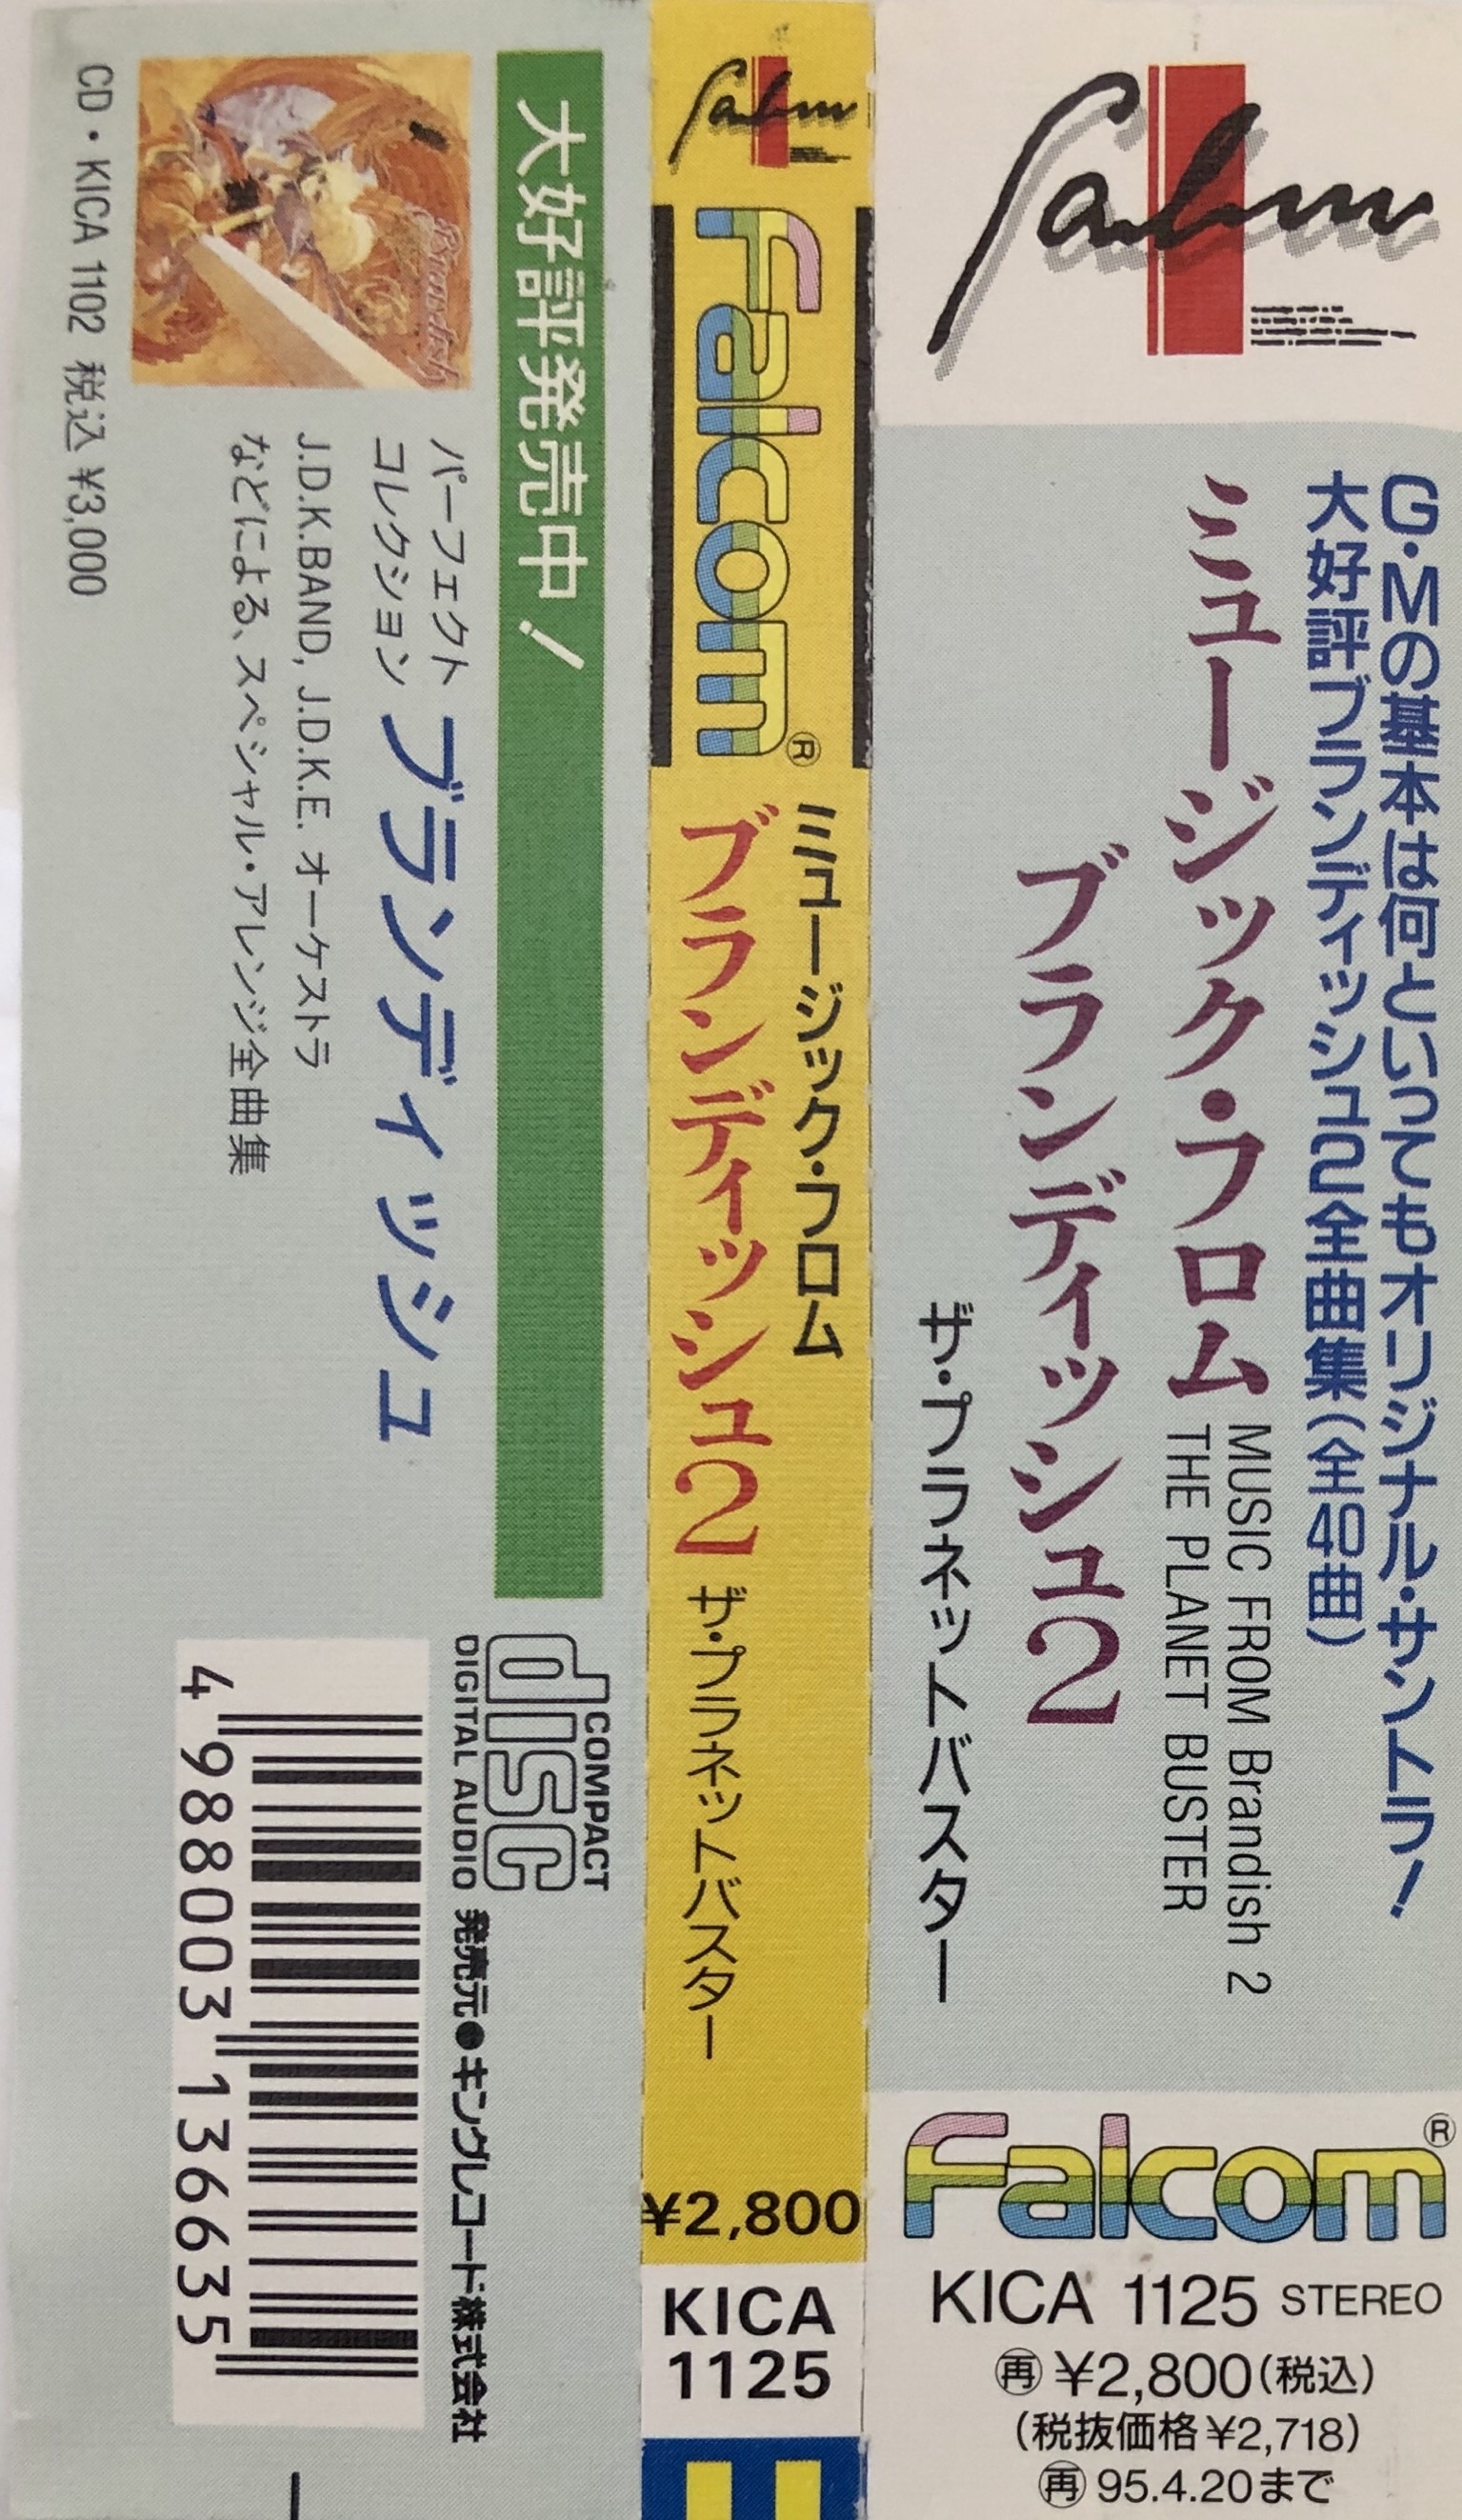 G・Mの基本は何といってもオリジナル・サントラ!
大好評ブランディッシュ2全曲集(全40曲)
ミュージック・フロム
MUSIC FROM Brandish 2
THE PLANET BUSTER
ブランディッシュ2
ザ・プラネットバスター
Falcom®
KICA 1125 STEREO
再 ¥2,800(税込)
(税抜価格¥2,718)
再 95.4.20まで
Falcom®
ミュージック・フロム
ブランディッシュ2
ザ・プラネットバスター
¥2,800
KICA
1125
大好評発売中!
Brandish
パーフェクト
コレクション ブランディッシュ
J.D.K.BAND, J.D.K.E. オーケストラ
などによる、スペシャル・アレンジ全曲集
CD・KICA 1102 税込 ¥3,000
COMPACT
disc
DIGITAL AUDIO
発売元●キングレコード株式会社
4 988003 136635